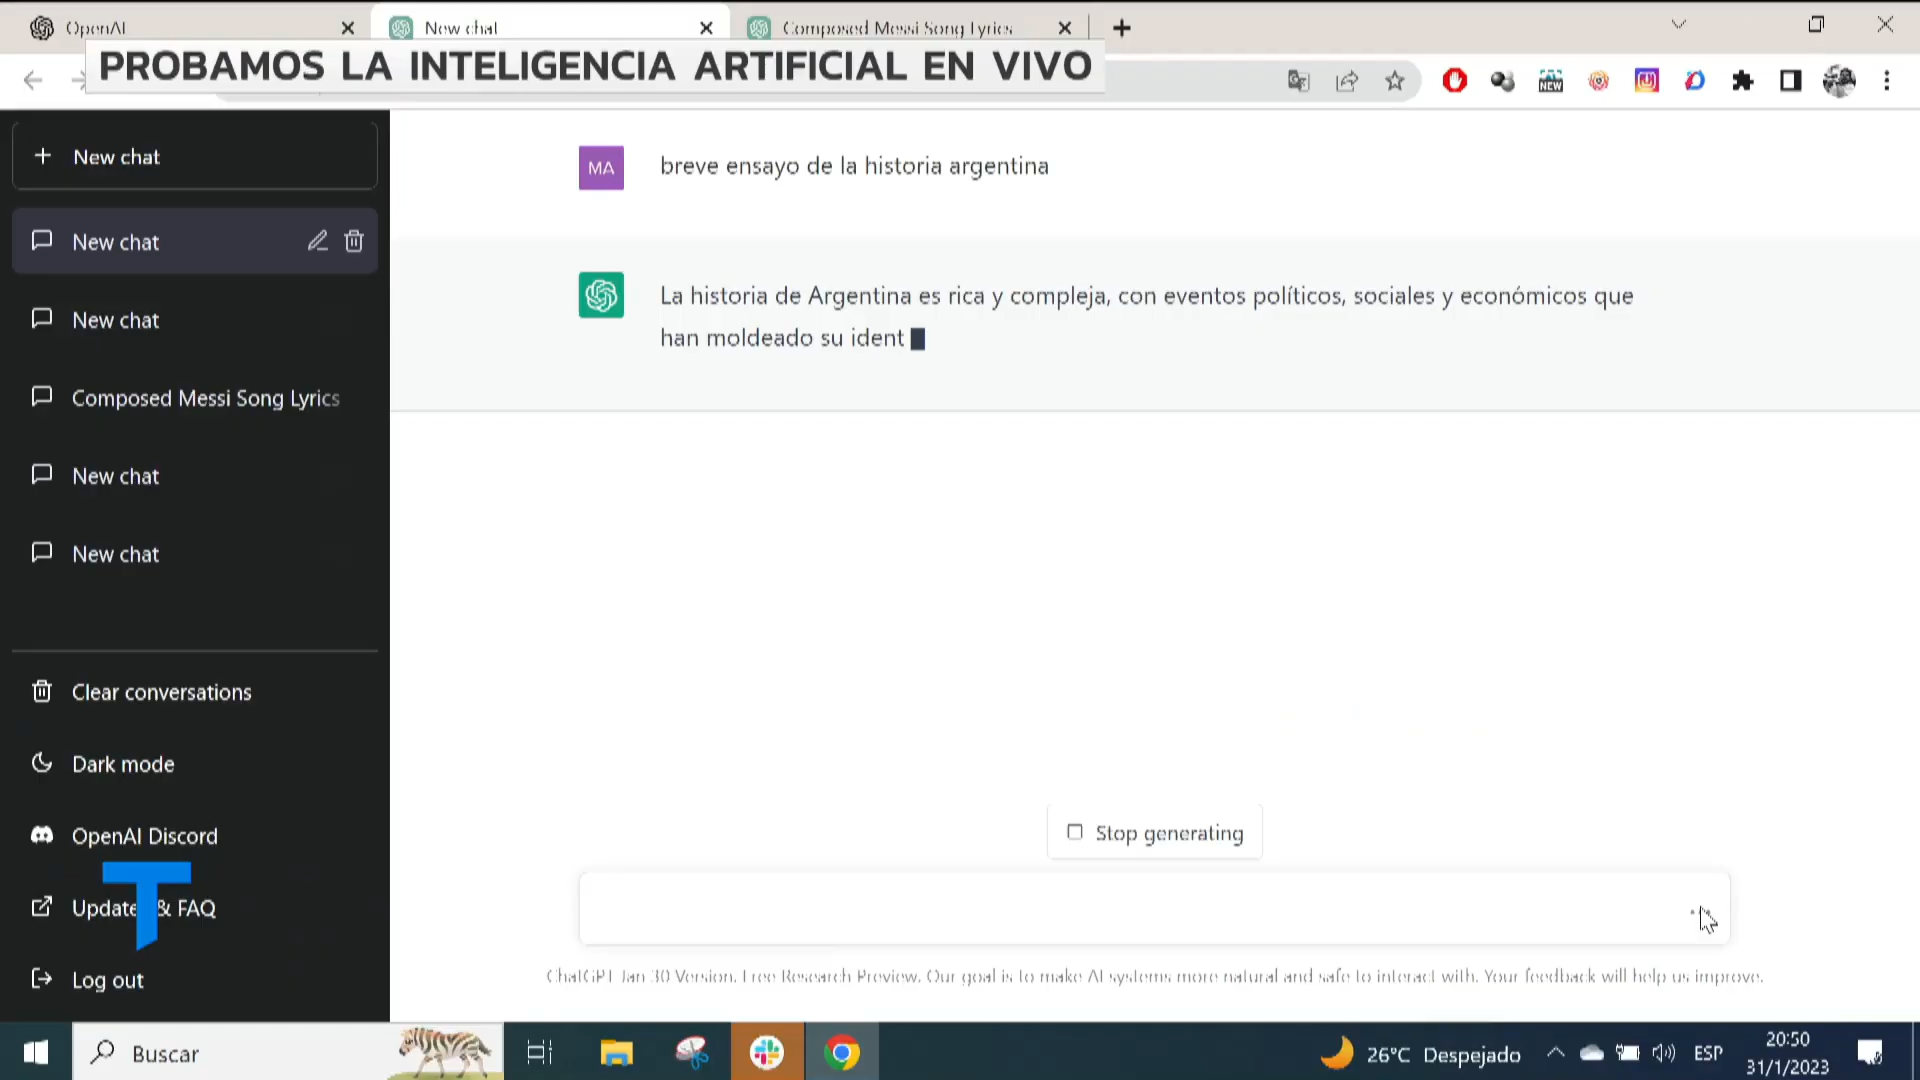 OpenAI
New chat
Composed Messi Song Lyrics
PROBAMOS LA INTELIGENCIA ARTIFICIAL EN VIVO
NEW
New chat
New chat
New chat
Composed Messi Song Lyrics
New chat
New chat
Clear conversations
Dark mode
OpenAI Discord
Updates & FAQ
Log out
MA
breve ensayo de la historia argentina
La historia de Argentina es rica y compleja, con eventos políticos, sociales y económicos que
han moldeado su ident
Stop generating
ChatGPT Jan 30 Version. Free Research Preview. Our goal is to make AI systems more natural and safe to interact with. Your feedback will help us improve.
T
Buscar
26°C Despejado
ESP
20:50
31/1/2023